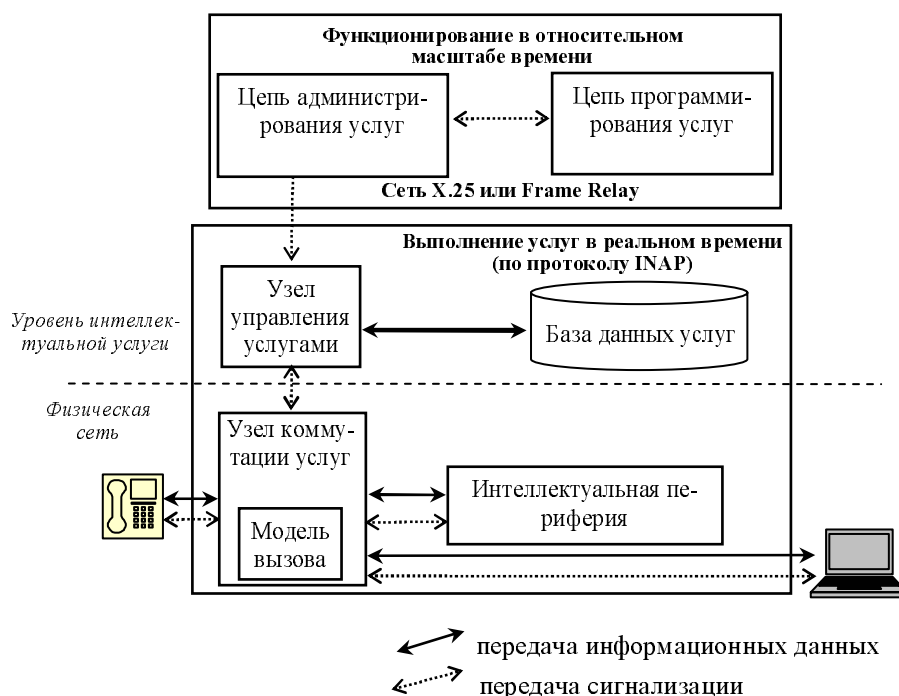 Функционирование в относительном
масштабе времени
Цепь администри-
рования услуг
Цепь программи-
рования услуг
Сеть X.25 или Frame Relay
Выполнение услуг в реальном времени
(по протоколу INAP)
Узел
управления
услугами
База данных услуг
Уровень интеллек-
туальной услуги
Физическая
сеть
Узел комму-
тации услуг
Модель
вызова
Интеллектуальная пе-
риферия
передача информационных данных
передача сигнализации